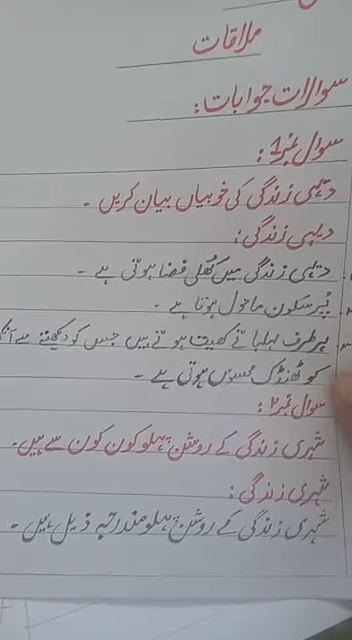 ملاقات
سوالات جوابات:
سوال نمبر 1:
دیہی زندگی کی خوبیاں بیان کریں ۔
دیہی زندگی:
دیہی زندگی میں کھلی فضا ہوتی ہے ۔
پُرسکون ماحول ہوتا ہے ۔
ہر طرف لہلہاتے کھیت ہوتے ہیں جس کو دیکھنے سے
کو ٹھنڈک محسوس ہوتی ہے ۔
سوال نمبر ۲:
شہری زندگی کے روشن پہلو کون کون سے ہیں۔
شہری زندگی:
شہری زندگی کے روشن پہلو مندرجہ ذیل ہیں ۔